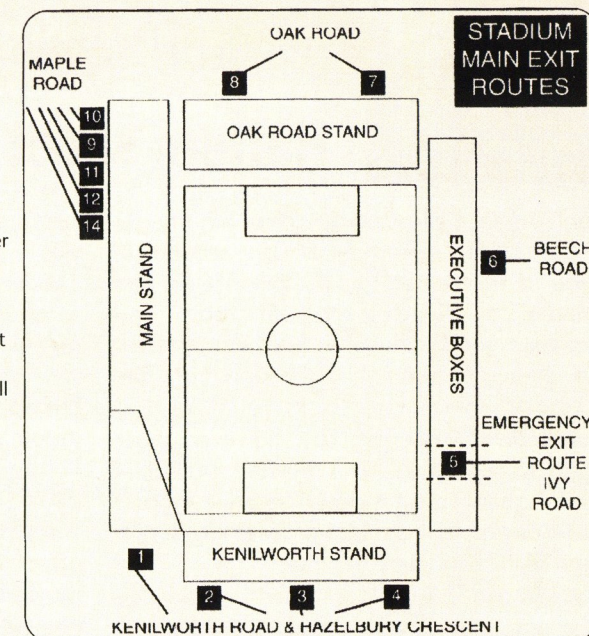 OAK ROAD
STADIUM
MAIN EXIT
ROUTES
MAPLE
ROAD
8
7
10
9
11
12
14
OAK ROAD STAND
MAIN STAND
EXECUTIVE BOXES
6
BEECH
ROAD
EMERGENCY
EXIT
ROUTE
IVY
ROAD
5
1
KENILWORTH STAND
2
3
4
KENILWORTH ROAD & HAZELBURY CRESCENT